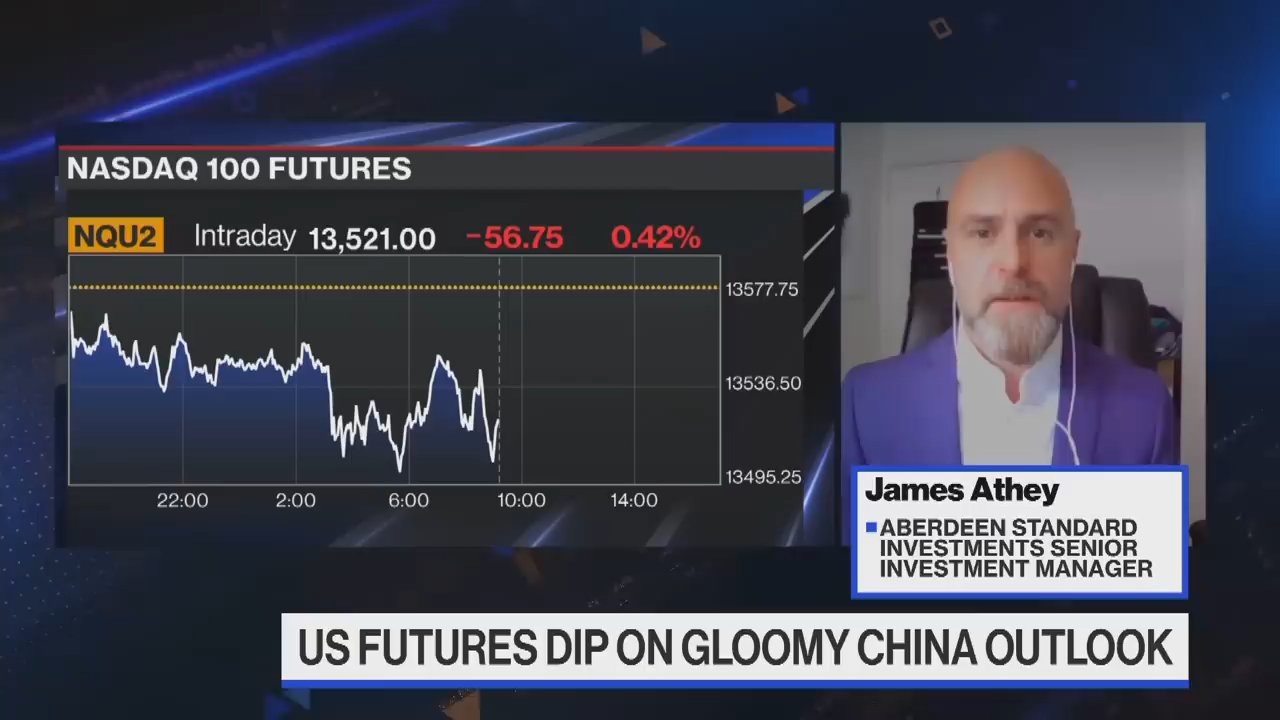 NASDAQ 100 FUTURES
NQU2 Intraday 13,521.00 -56.75 0.42%
13577.75
13536.50
13495.25
22:00 2:00 6:00 10:00 14:00
James Athey
ABERDEEN STANDARD
INVESTMENTS SENIOR
INVESTMENT MANAGER
US FUTURES DIP ON GLOOMY CHINA OUTLOOK